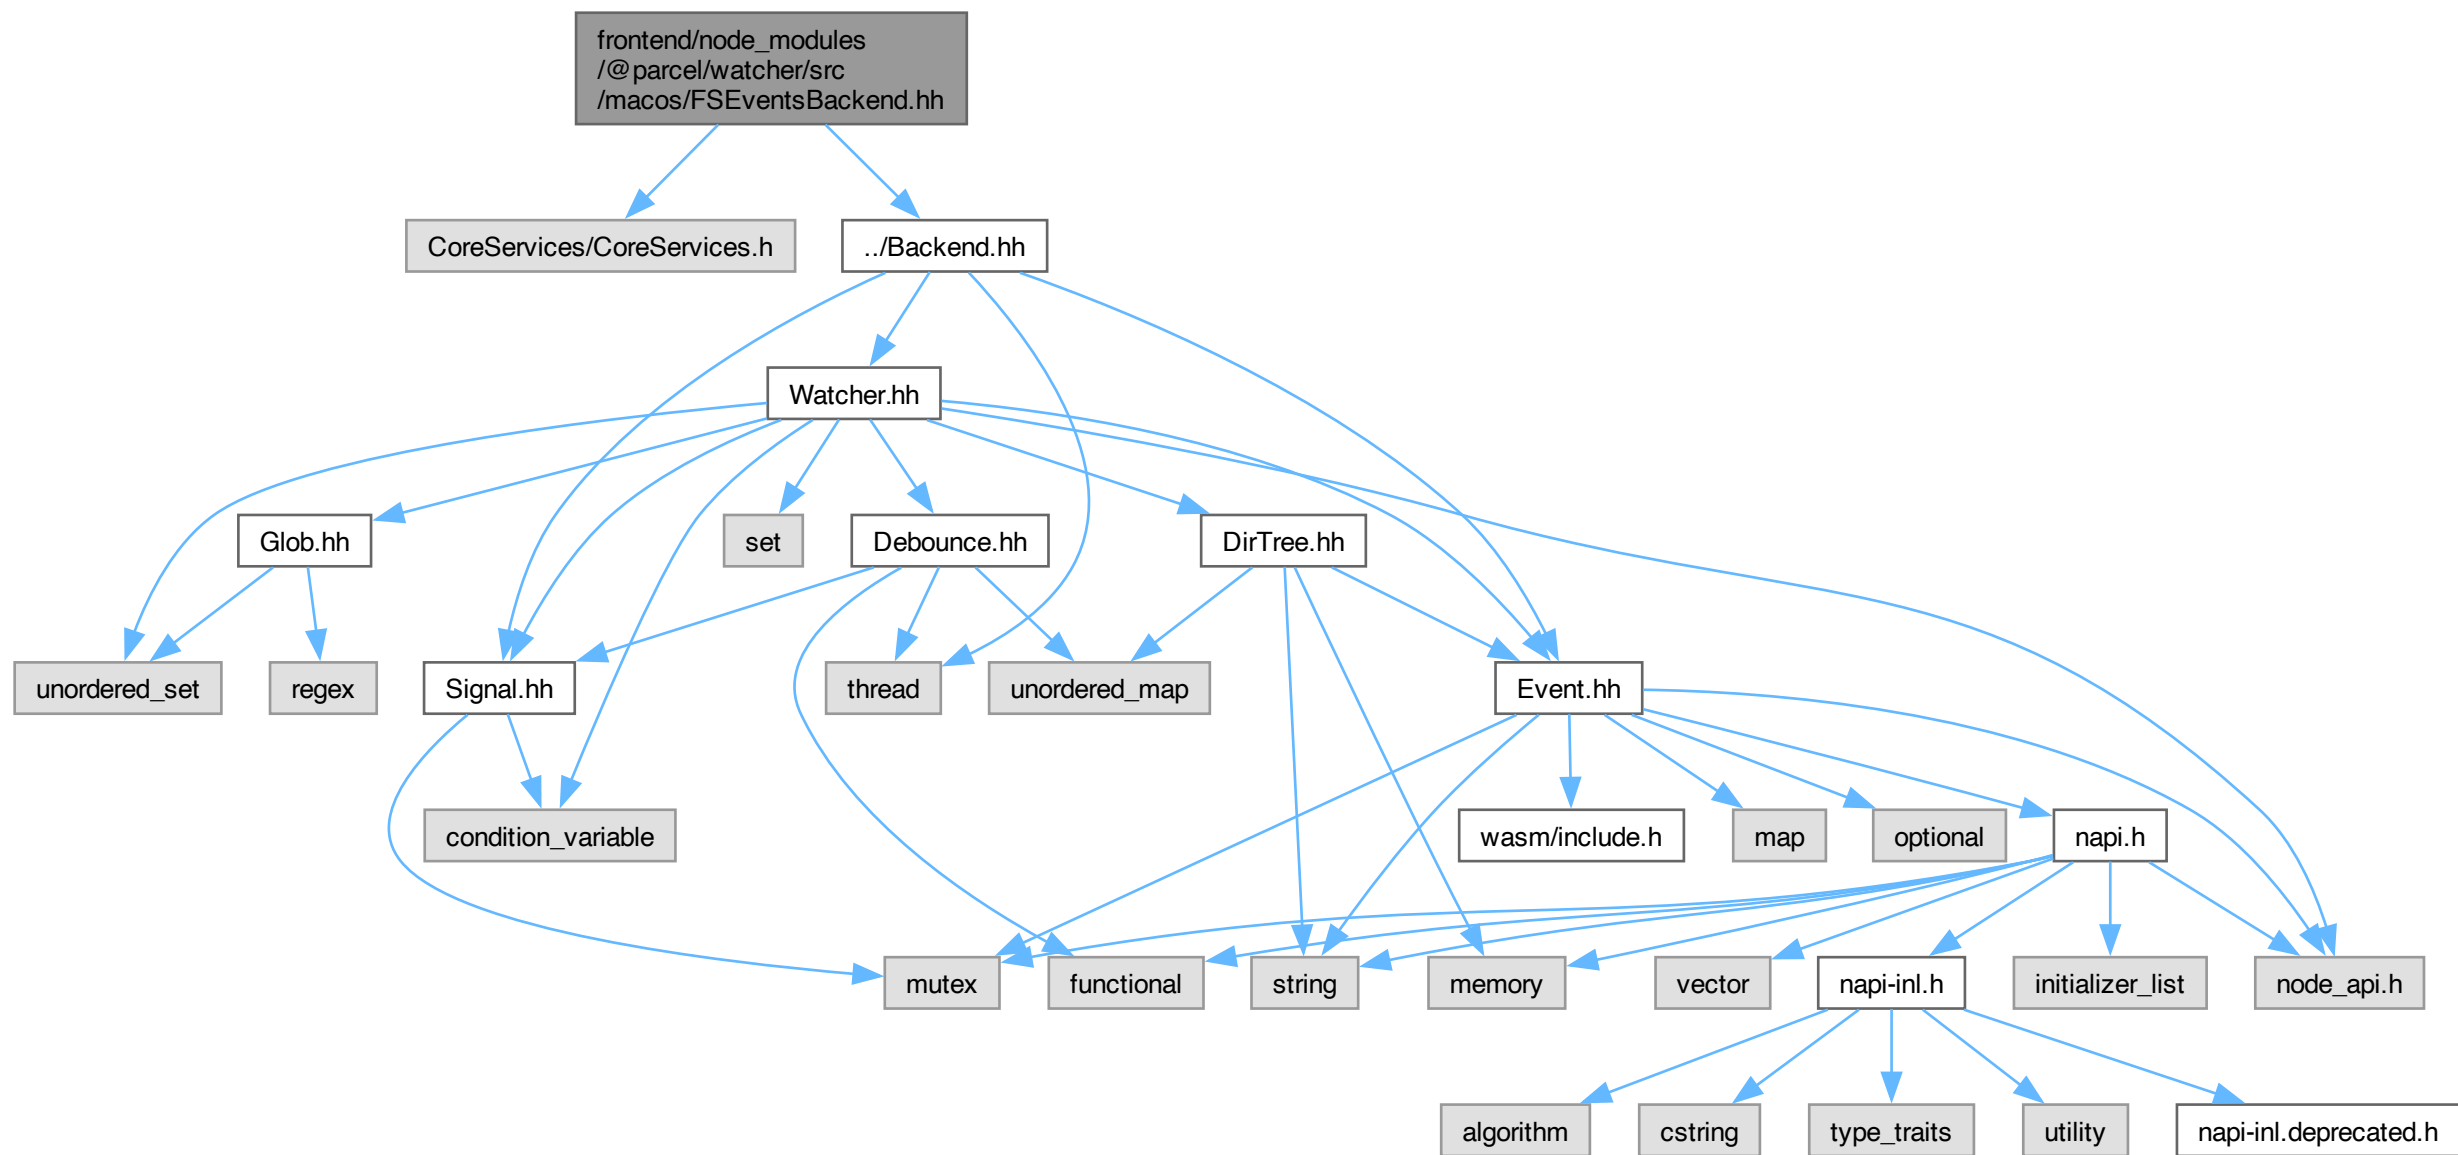 frontend/node_modules
/@parcel/watcher/src
/macos/FSEventsBackend.hh
CoreServices/CoreServices.h
../Backend.hh
Watcher.hh
Glob.hh
set
Debounce.hh
DirTree.hh
unordered_set
regex
Signal.hh
thread
unordered_map
Event.hh
condition_variable
wasm/include.h
map
optional
napi.h
mutex
functional
string
memory
vector
napi-inl.h
initializer_list
node_api.h
algorithm
cstring
type_traits
utility
napi-inl.deprecated.h